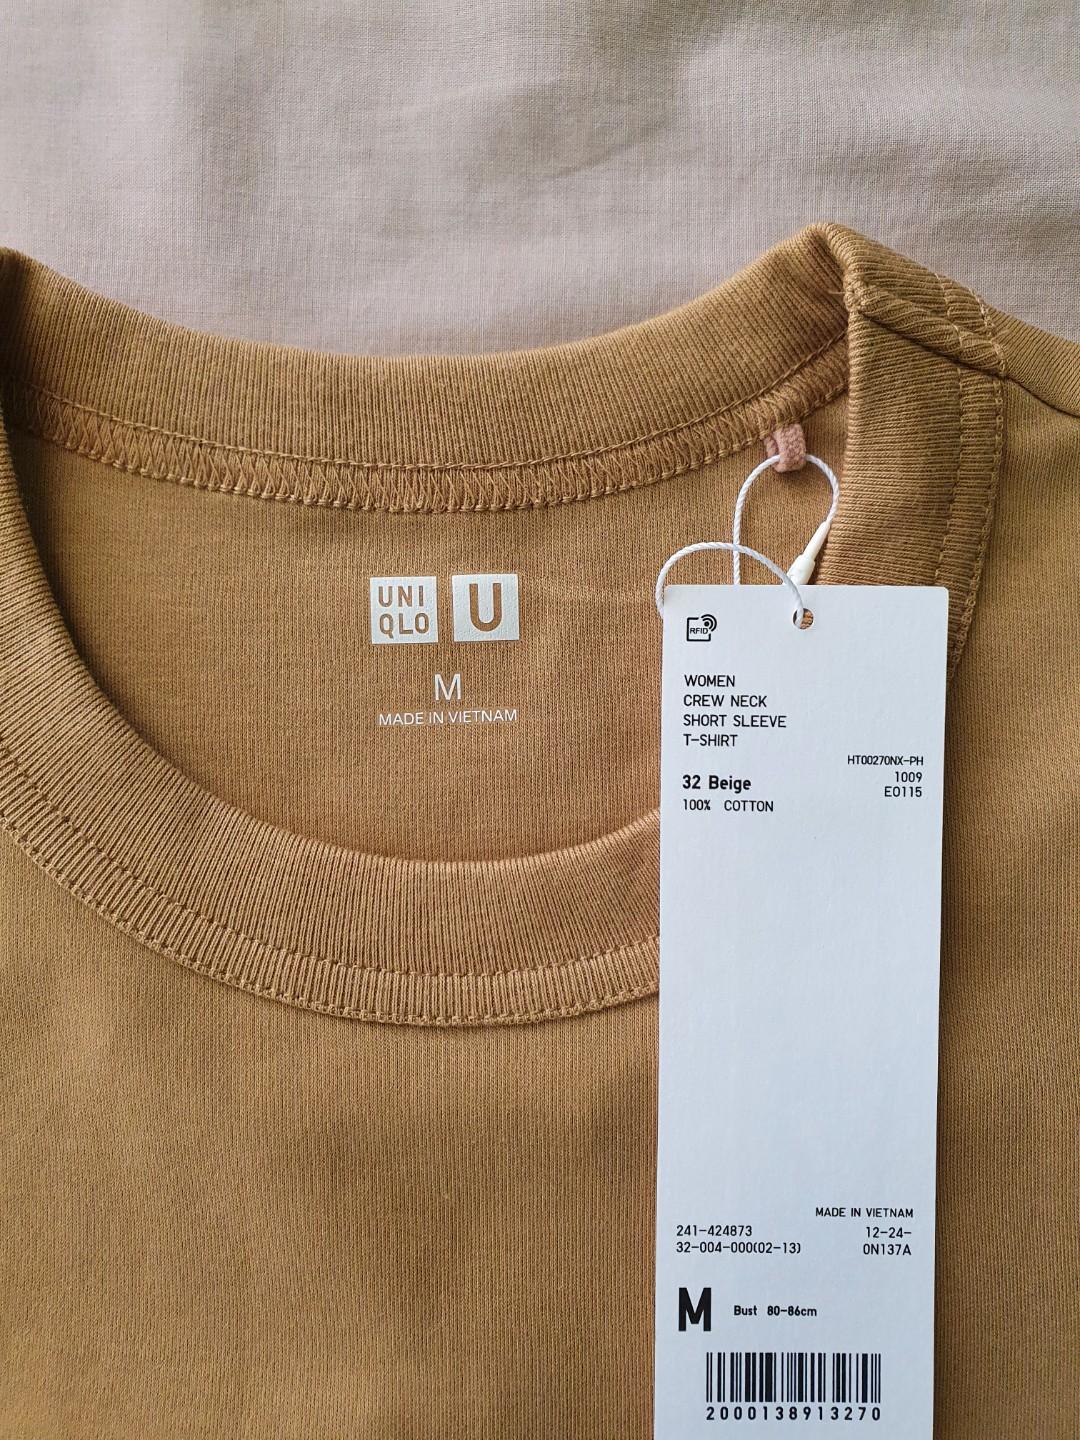 UNI
QLO
U
M
MADE IN VIETNAM
RFID
WOMEN
CREW NECK
SHORT SLEEVE
T-SHIRT
HT00270NX-PH
1009
E0115
32 Beige
100% COTTON
MADE IN VIETNAM
241-424873
12-24-
32-004-000(02-13)
0N137A
M
Bust 80-86cm
2000138913270